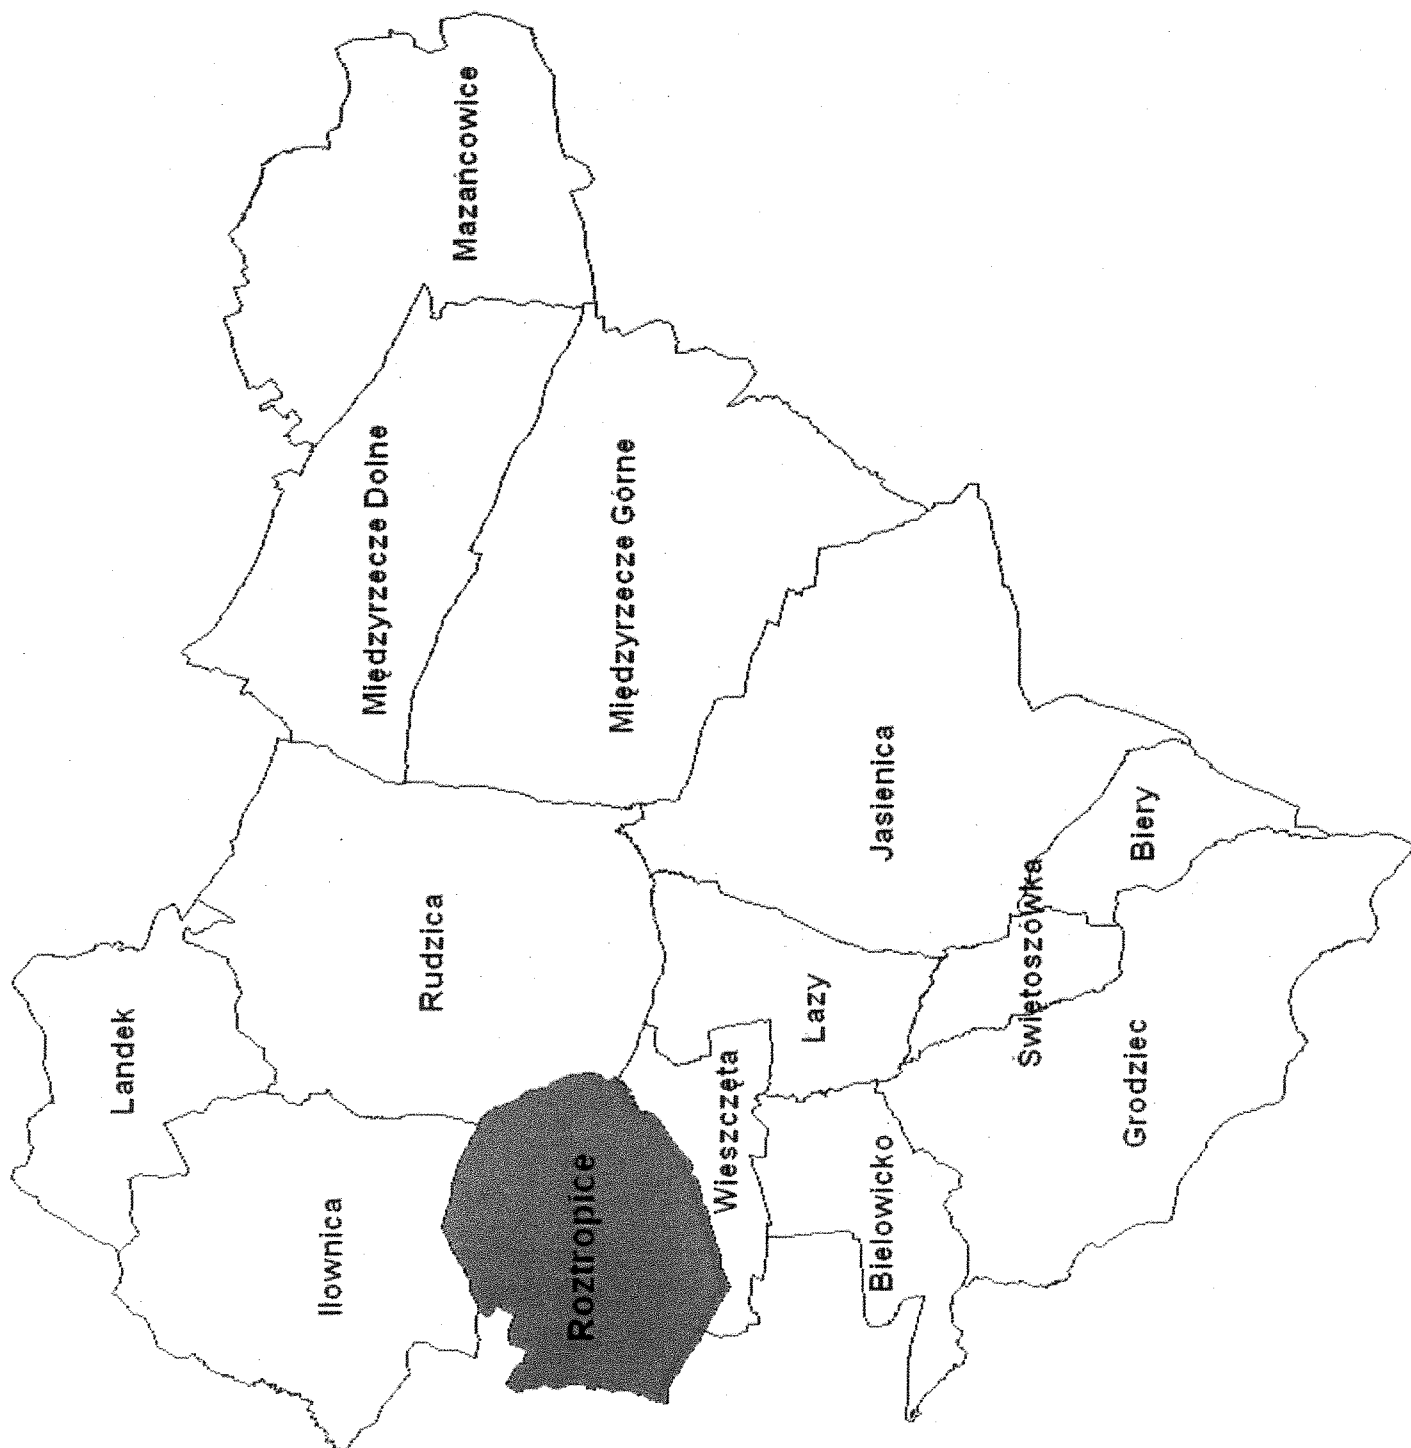 Landek
Iłownica
Rudzica
Roztropice
Międzyrzecze Dolne
Mazańcowice
Międzyrzecze Górne
Wieszczęta
Łazy
Bielowicko
Jasienica
Świętoszówka
Grodziec
Biery